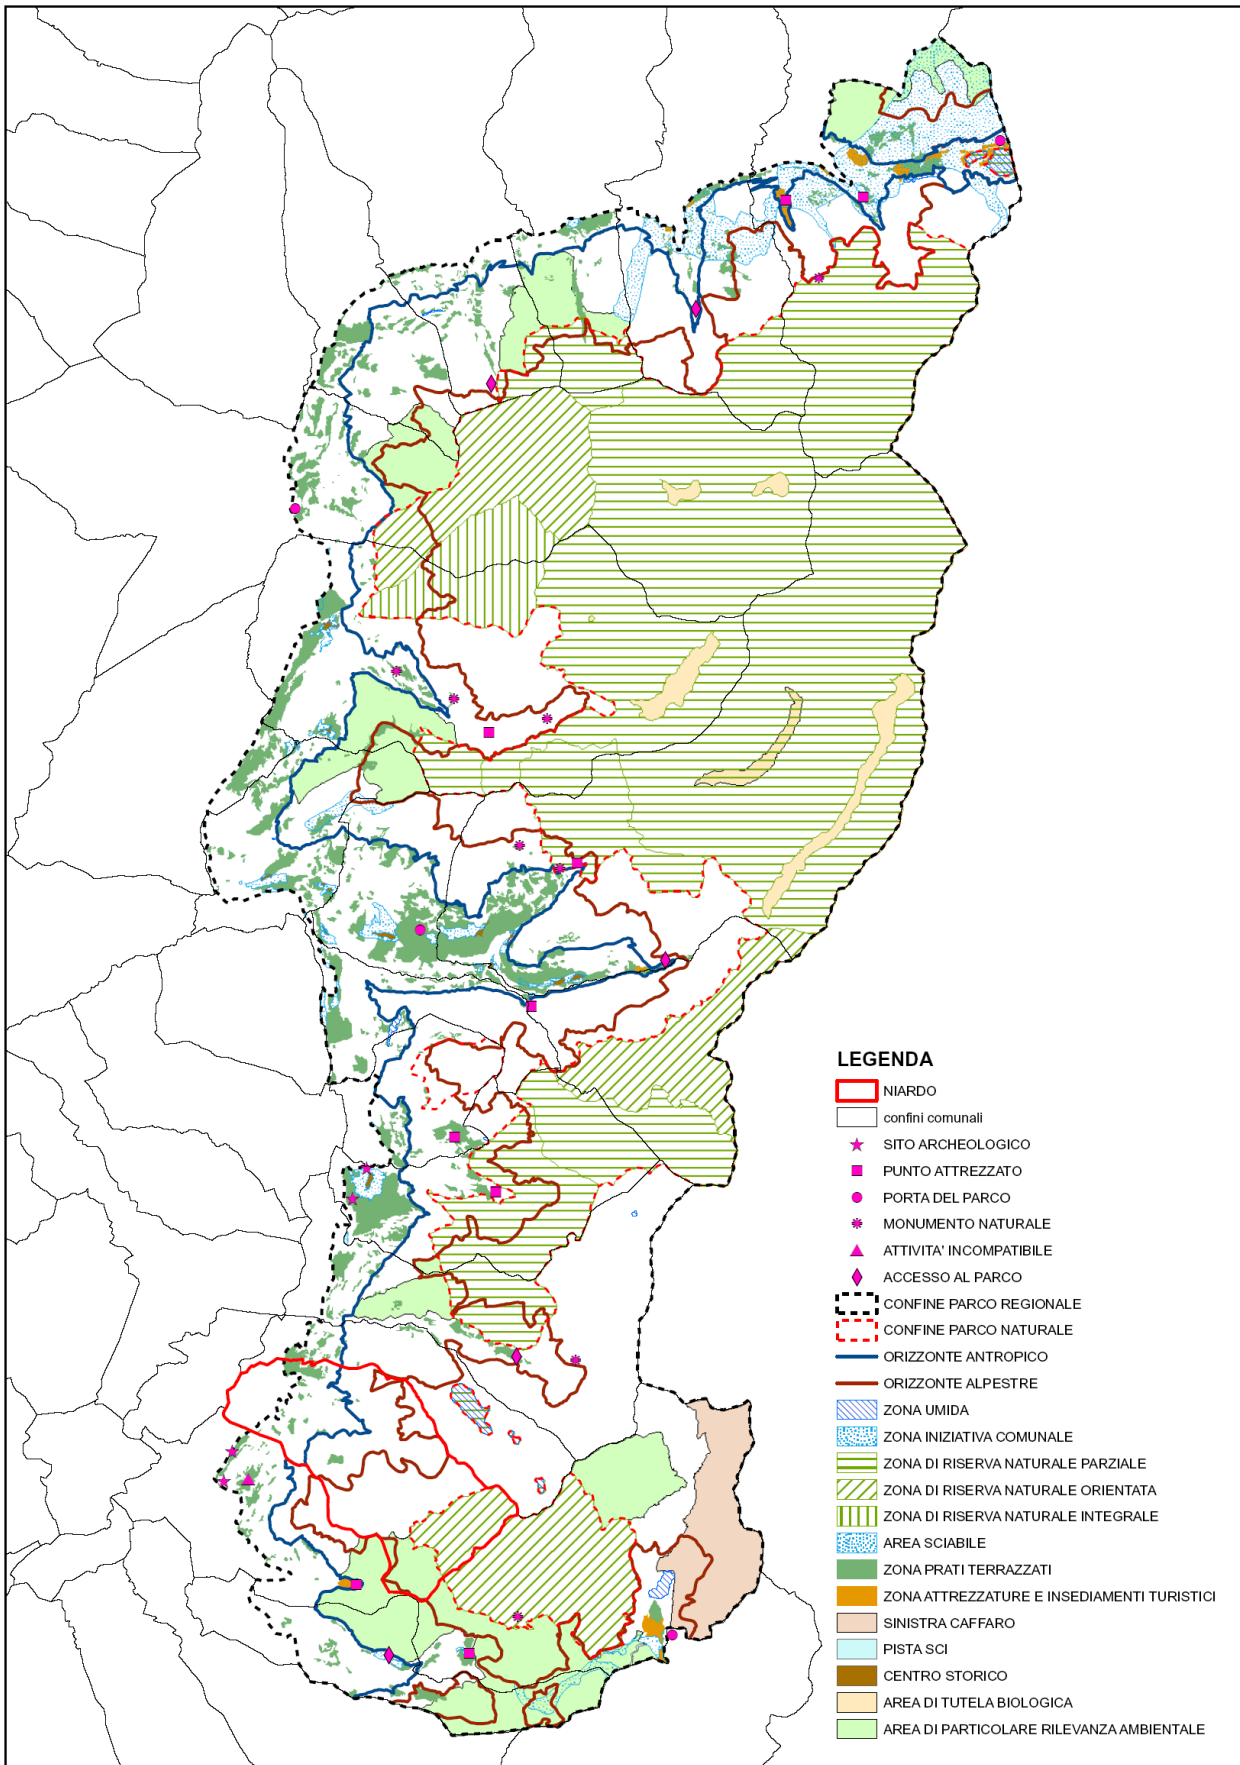 LEGENDA
NIARDO
confini comunali
SITO ARCHEOLOGICO
PUNTO ATTREZZATO
PORTA DEL PARCO
MONUMENTO NATURALE
ATTIVITA' INCOMPATIBILE
ACCESSO AL PARCO
CONFINE PARCO REGIONALE
CONFINE PARCO NATURALE
ORIZZONTE ANTROPICO
ORIZZONTE ALPESTRE
ZONA UMIDA
ZONA INIZIATIVA COMUNALE
ZONA DI RISERVA NATURALE PARZIALE
ZONA DI RISERVA NATURALE ORIENTATA
ZONA DI RISERVA NATURALE INTEGRALE
AREA SCIABILE
ZONA PRATI TERRAZZATI
ZONA ATTREZZATURE E INSEDIAMENTI TURISTICI
SINISTRA CAFFARO
PISTA SCI
CENTRO STORICO
AREA DI TUTELA BIOLOGICA
AREA DI PARTICOLARE RILEVANZA AMBIENTALE